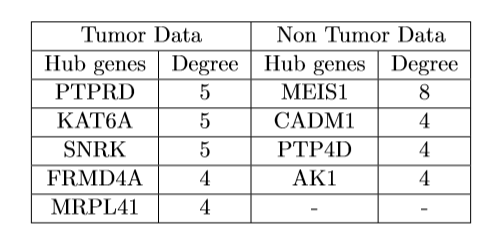 Tumor Data Non Tumor Data
Hub genes Degree Hub genes Degree
PTPRD 5 MEIS1 8
KAT6A 5 CADM1 4
SNRK 5 PTP4D 4
FRMD4A 4 AK1 4
MRPL41 4 - -